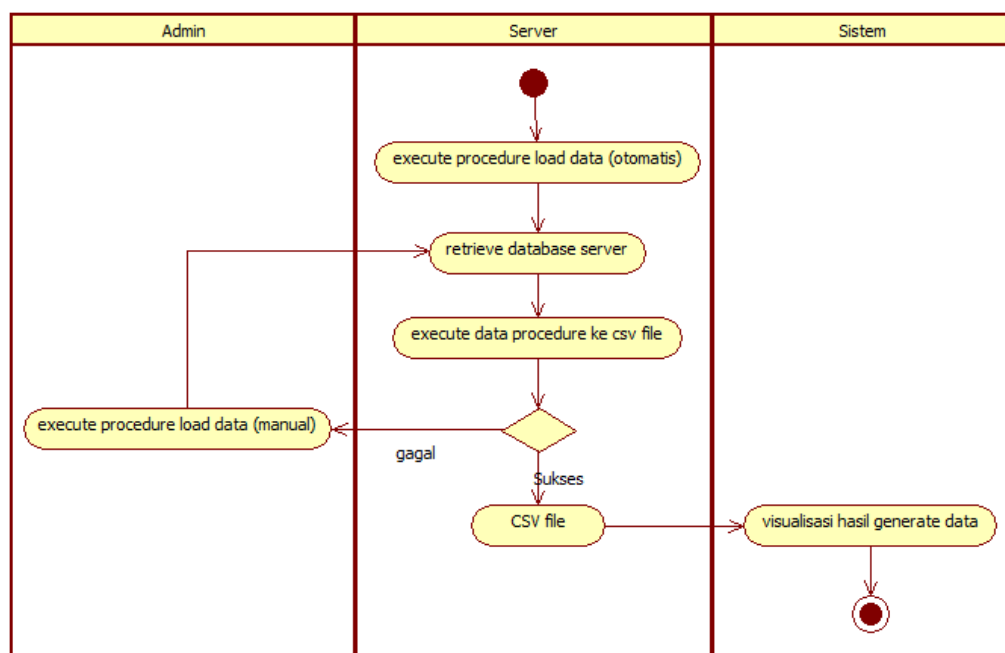 Admin
Server
Sistem
execute procedure load data (otomatis)
retrieve database server
execute data procedure ke csv file
execute procedure load data (manual)
gagal
Sukses
CSV file
visualisasi hasil generate data